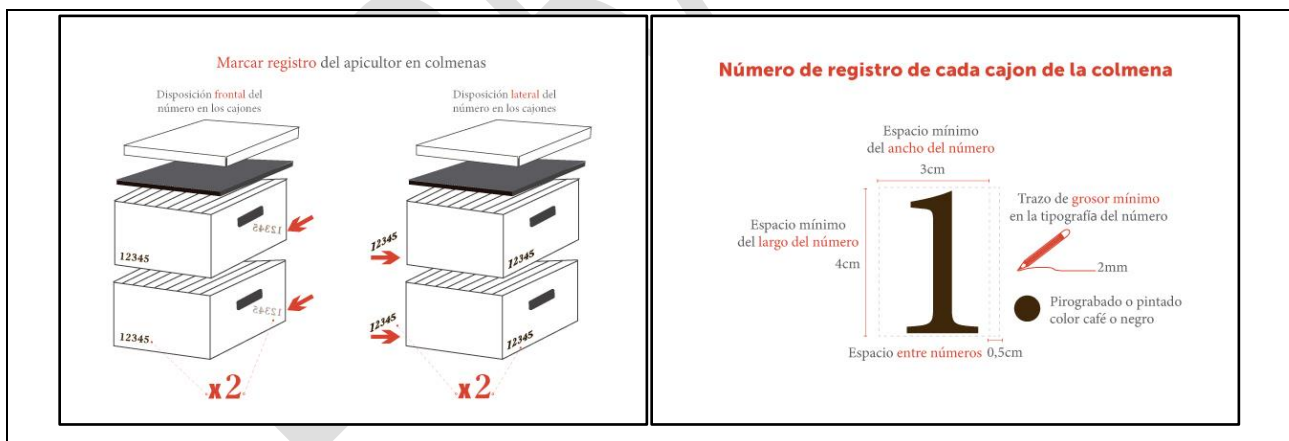 Marcar registro del apicultor en colmenas
Disposición frontal del
número en los cajones
12345
12345
12345
12345
x2
Disposición lateral del
número en los cajones
12345
12345
12345
12345
x2
Número de registro de cada cajon de la colmena
Espacio mínimo
del ancho del número
3cm
Espacio mínimo
del largo del número
4cm
1
Trazo de grosor mínimo
en la tipografía del número
2mm
Pirograbado o pintado
color café o negro
Espacio entre números 0,5cm